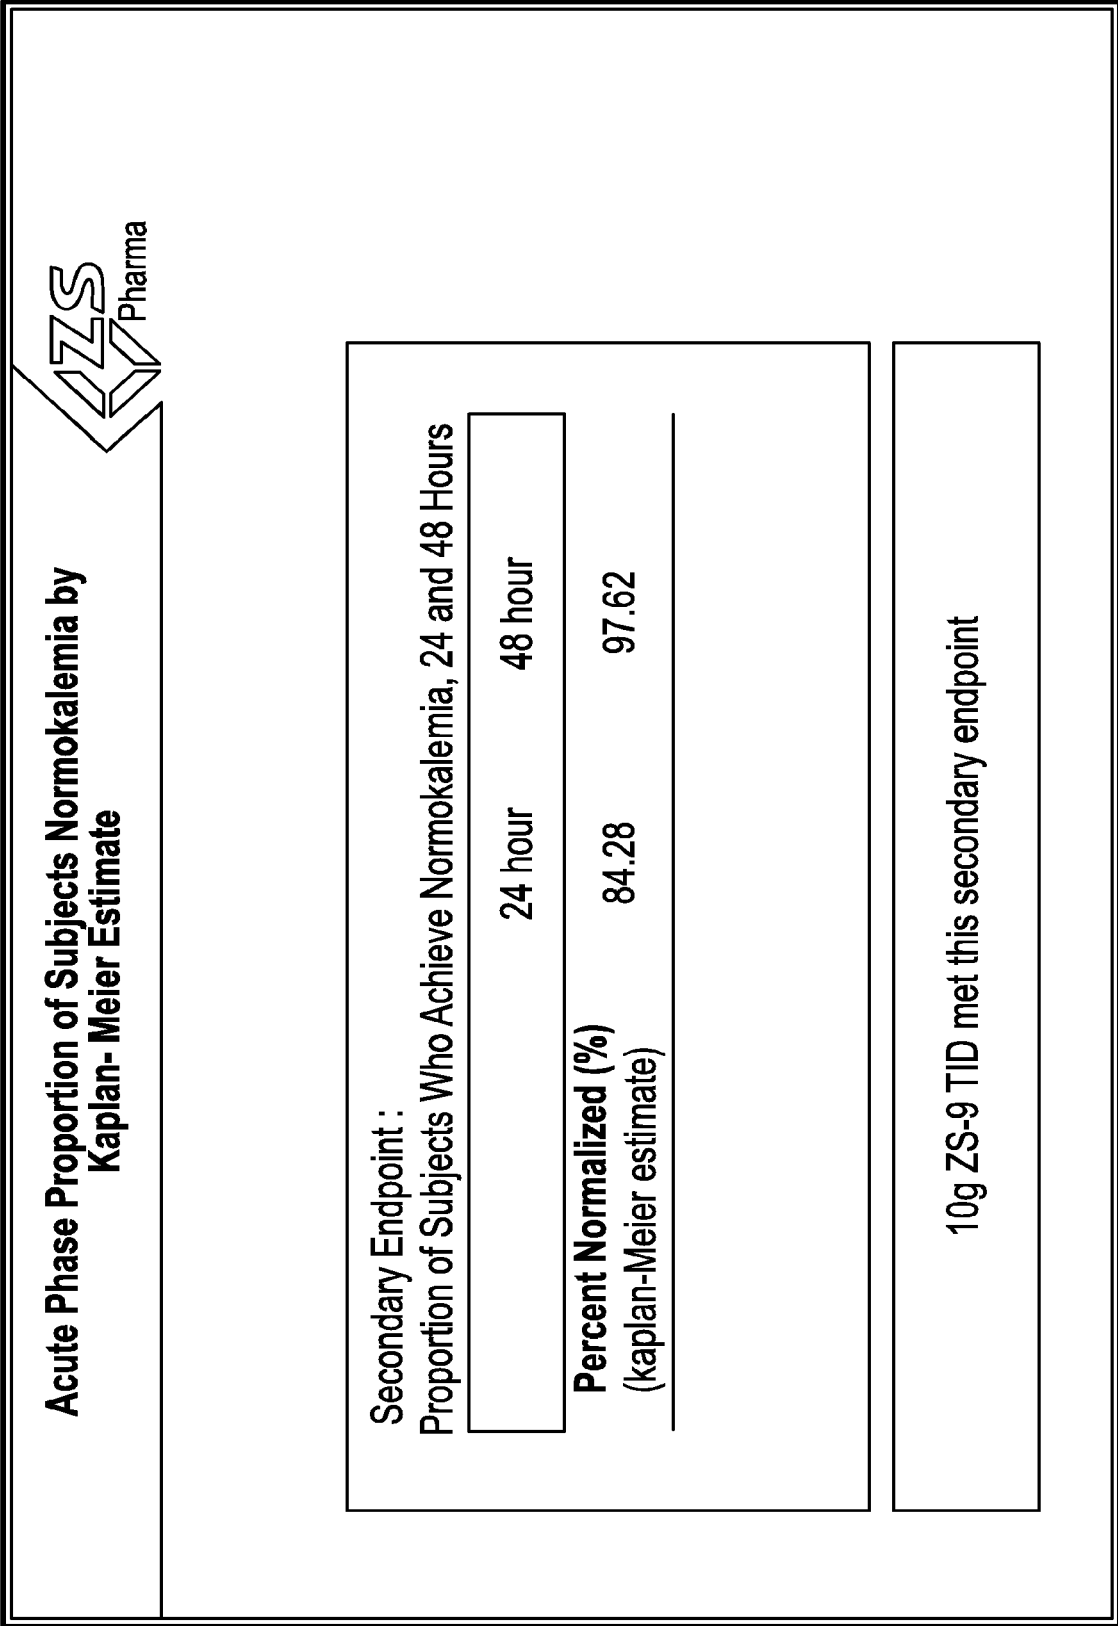 Acute Phase Proportion of Subjects Normokalemia by
Kaplan- Meier Estimate
ZS
Pharma
Secondary Endpoint :
Proportion of Subjects Who Achieve Normokalemia, 24 and 48 Hours
24 hour 48 hour
Percent Normalized (%) 84.28 97.62
(kaplan-Meier estimate)
10g ZS-9 TID met this secondary endpoint